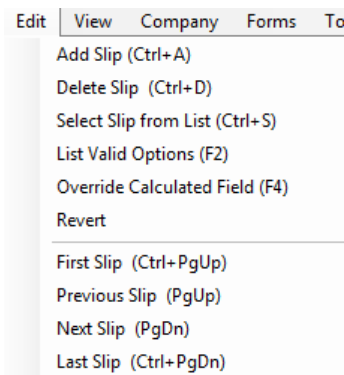 Edit View Company Forms To
Add Slip (Ctrl+A)
Delete Slip (Ctrl+D)
Select Slip from List (Ctrl+S)
List Valid Options (F2)
Override Calculated Field (F4)
Revert
First Slip (Ctrl+PgUp)
Previous Slip (PgUp)
Next Slip (PgDn)
Last Slip (Ctrl+PgDn)